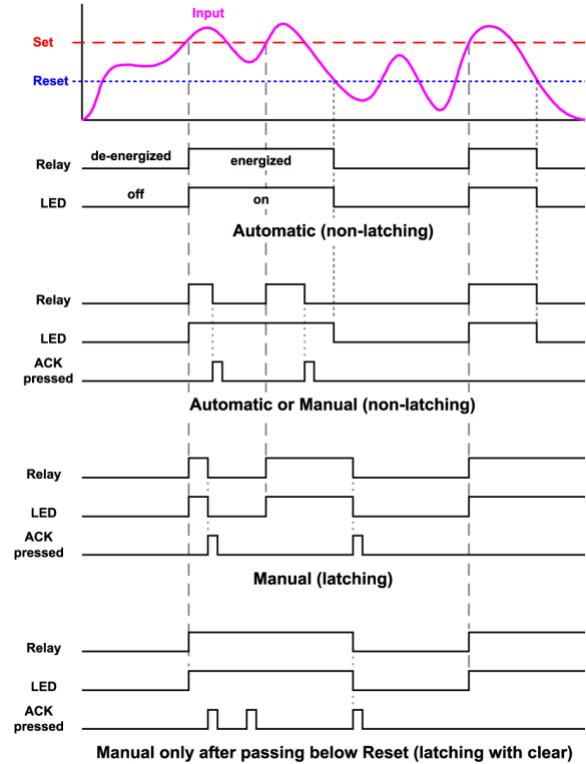 Input
Set
Reset
de-energized energized
Relay
off on
LED
Automatic (non-latching)
Relay
LED
ACK
pressed
Automatic or Manual (non-latching)
Relay
LED
ACK
pressed
Manual (latching)
Relay
LED
ACK
pressed
Manual only after passing below Reset (latching with clear)